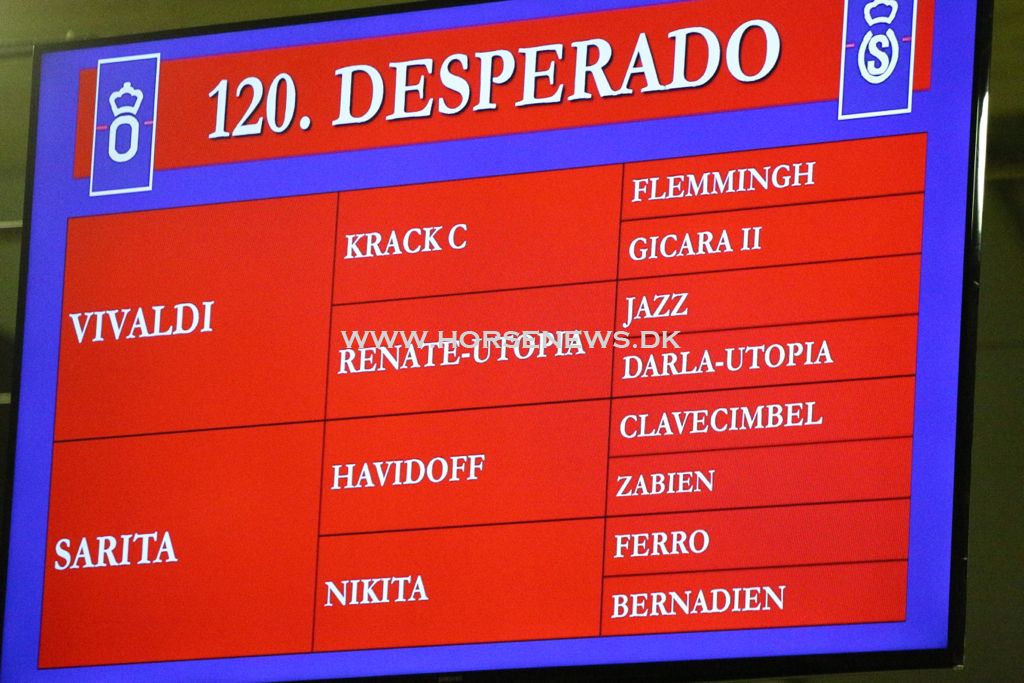 120. DESPERADO
VIVALDI
KRACK C
FLEMMINGH
GICARA II
RENATE-UTOPIA
JAZZ
DARLA-UTOPIA
SARITA
HAVIDOFF
CLAVECIMBEL
ZABIEN
NIKITA
FERRO
BERNADIEN
WWW.HORSENEWS.DK